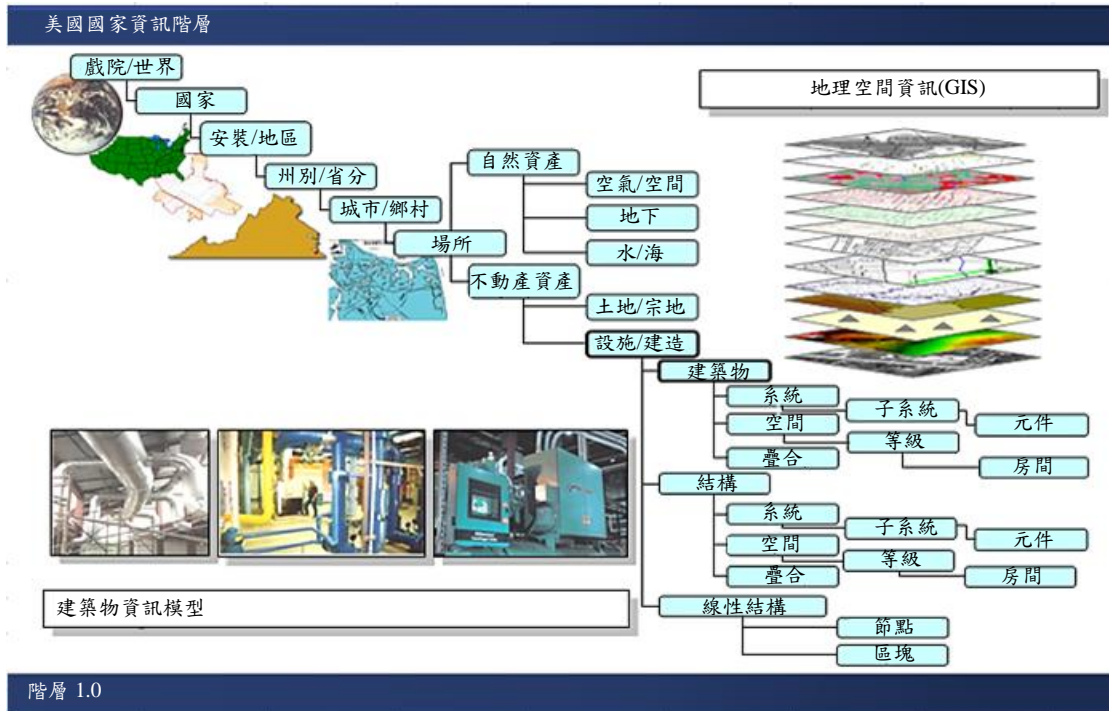 美國國家資訊階層
戲院/世界
國家
安裝/地區
州別/省分
城市/鄉村
場所
自然資產
空氣/空間
地下
水/海
不動產資產
土地/宗地
設施/建造
建築物
系統
子系統
元件
空間
等級
房間
疊合
結構
系統
子系統
元件
空間
等級
房間
疊合
線性結構
節點
區塊
地理空間資訊(GIS)
建築物資訊模型
階層 1.0